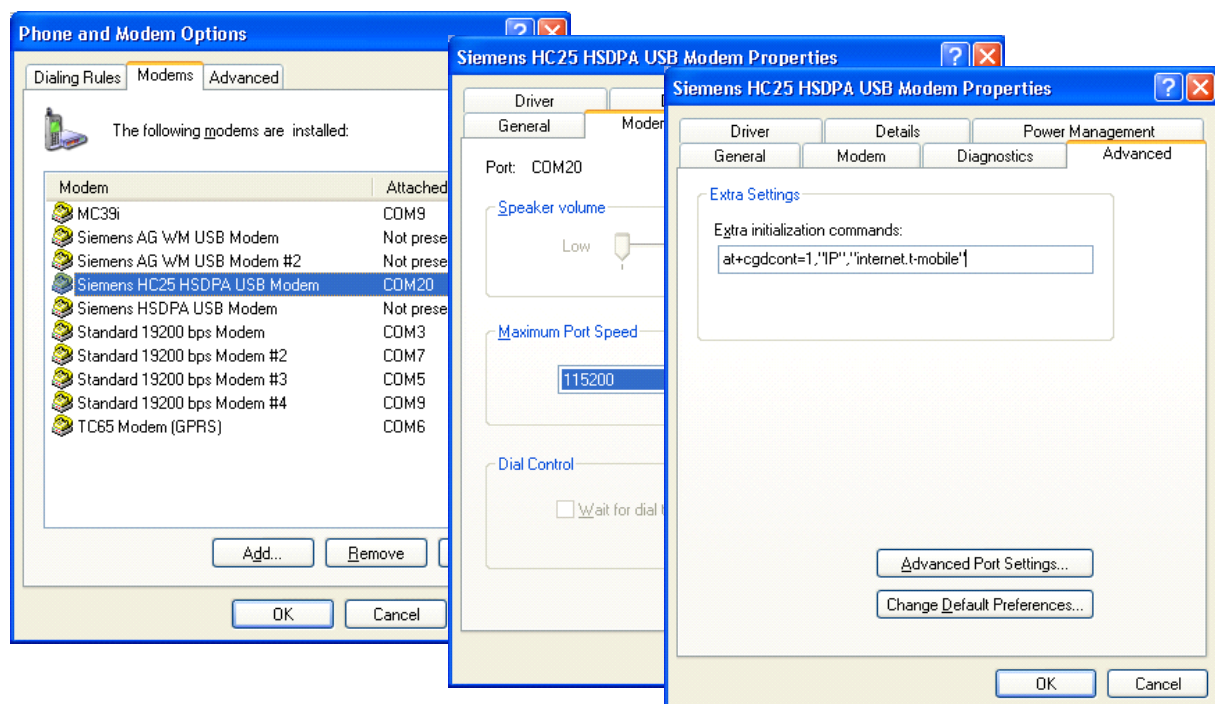 Phone and Modem Options
Dialing Rules Modems Advanced
The following modems are installed:
Modem Attached
MC39i COM9
Siemens AG WM USB Modem Not prese
Siemens AG WM USB Modem #2 Not prese
Siemens HC25 HSDPA USB Modem COM20
Siemens HSDPA USB Modem Not prese
Standard 19200 bps Modem COM3
Standard 19200 bps Modem #2 COM7
Standard 19200 bps Modem #3 COM5
Standard 19200 bps Modem #4 COM9
TC65 Modem (GPRS) COM6
Add... Remove
OK Cancel
Siemens HC25 HSDPA USB Modem Properties
Driver
General Modem
Port: COM20
Speaker volume
Low
Maximum Port Speed
115200
Dial Control
Wait for dial t
Siemens HC25 HSDPA USB Modem Properties
Driver Details Power Management
General Modem Diagnostics Advanced
Extra Settings
Extra initialization commands:
at+cgdcont=1,"IP","internet.t-mobile"
Advanced Port Settings...
Change Default Preferences...
OK Cancel